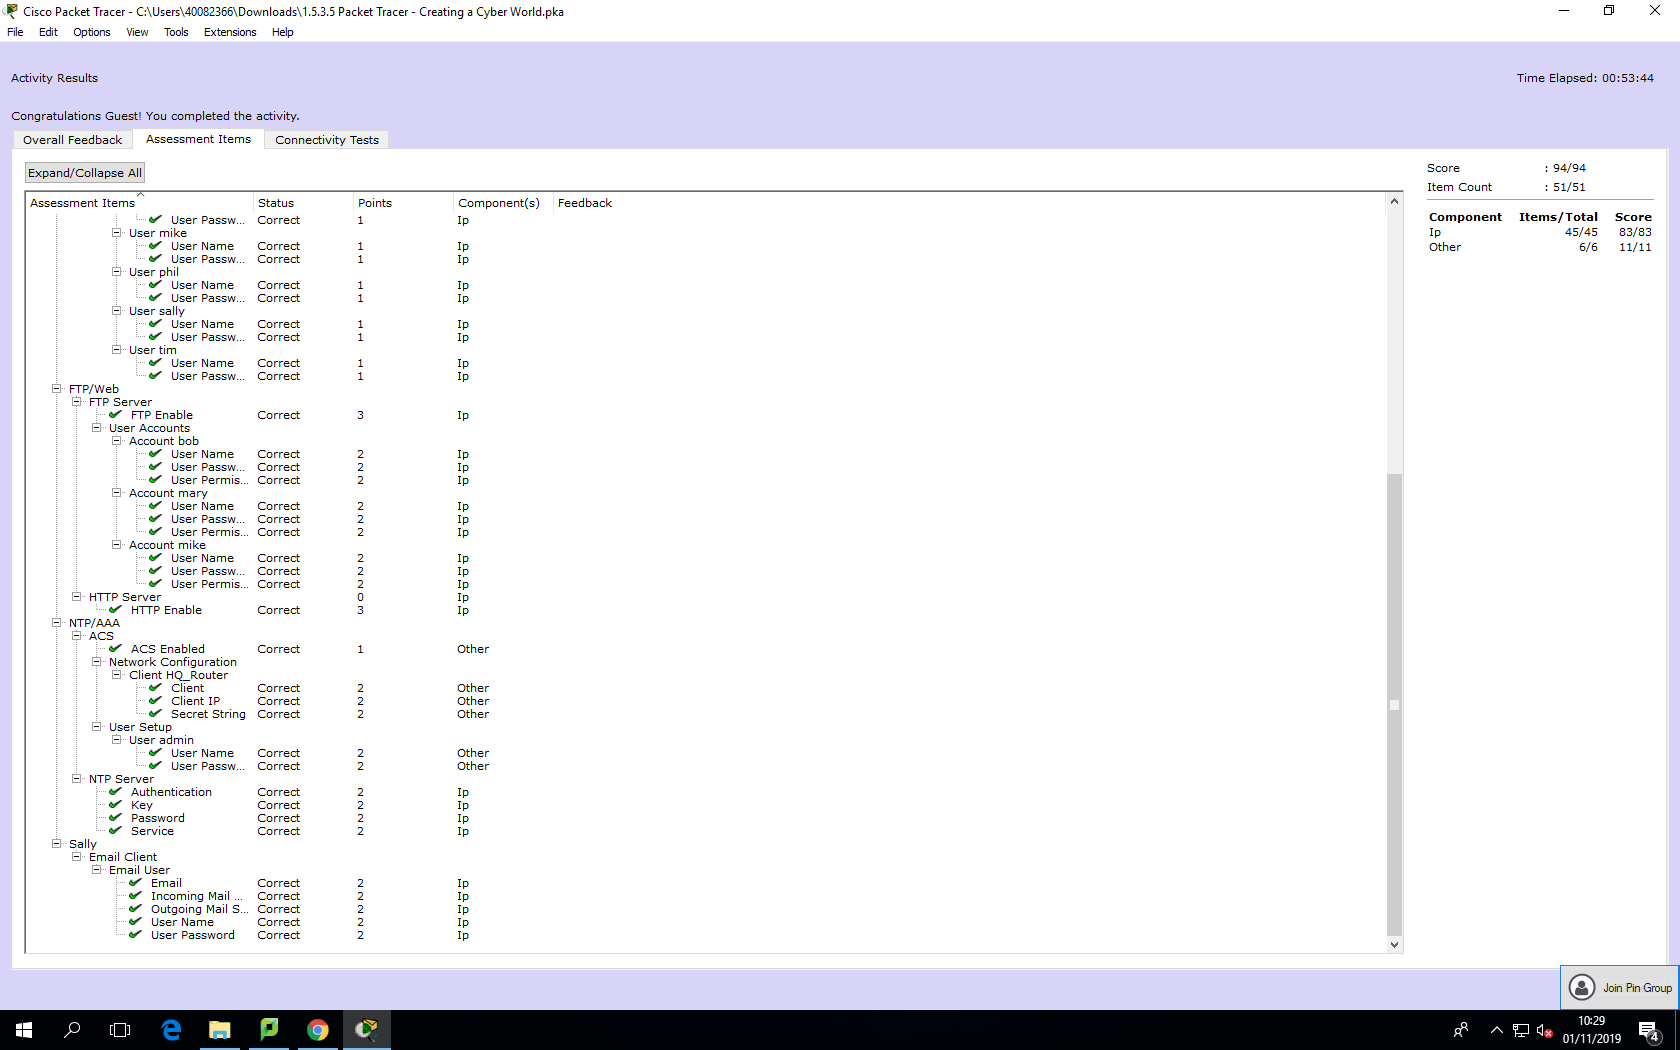 Cisco Packet Tracer - C:\Users\40082366\Downloads\1.5.3.5 Packet Tracer - Creating a Cyber World.pka
File Edit Options View Tools Extensions Help
Activity Results
Time Elapsed: 00:53:44
Congratulations Guest! You completed the activity.
Overall Feedback Assessment Items Connectivity Tests
Expand/Collapse All
Score : 94/94
Item Count : 51/51
Component Items/Total Score
Ip 45/45 83/83
Other 6/6 11/11
Assessment Items Status Points Component(s) Feedback
User Passw... Correct 1 Ip
User mike
User Name Correct 1 Ip
User Passw... Correct 1 Ip
User phil
User Name Correct 1 Ip
User Passw... Correct 1 Ip
User sally
User Name Correct 1 Ip
User Passw... Correct 1 Ip
User tim
User Name Correct 1 Ip
User Passw... Correct 1 Ip
FTP/Web
FTP Server
FTP Enable Correct 3 Ip
User Accounts
Account bob
User Name Correct 2 Ip
User Passw... Correct 2 Ip
User Permis... Correct 2 Ip
Account mary
User Name Correct 2 Ip
User Passw... Correct 2 Ip
User Permis... Correct 2 Ip
Account mike
User Name Correct 2 Ip
User Passw... Correct 2 Ip
User Permis... Correct 2 Ip
HTTP Server 0 Ip
HTTP Enable Correct 3 Ip
NTP/AAA
ACS
ACS Enabled Correct 1 Other
Network Configuration
Client HQ_Router
Client Correct 2 Other
Client IP Correct 2 Other
Secret String Correct 2 Other
User Setup
User admin
User Name Correct 2 Other
User Passw... Correct 2 Other
NTP Server
Authentication Correct 2 Ip
Key Correct 2 Ip
Password Correct 2 Ip
Service Correct 2 Ip
Sally
Email Client
Email User
Email Correct 2 Ip
Incoming Mail ... Correct 2 Ip
Outgoing Mail S... Correct 2 Ip
User Name Correct 2 Ip
User Password Correct 2 Ip
Join Pin Group
10:29
01/11/2019
4